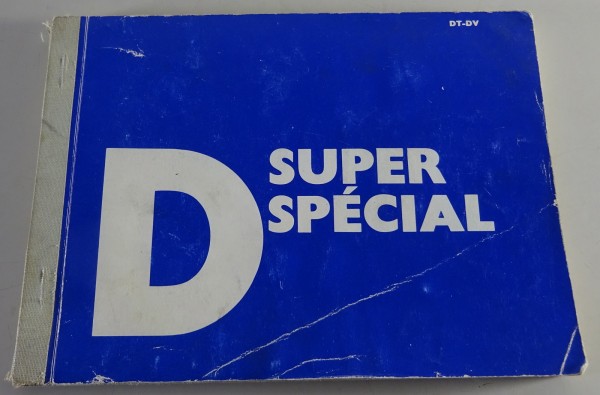 DT-DV
D SUPER
SPÉCIAL